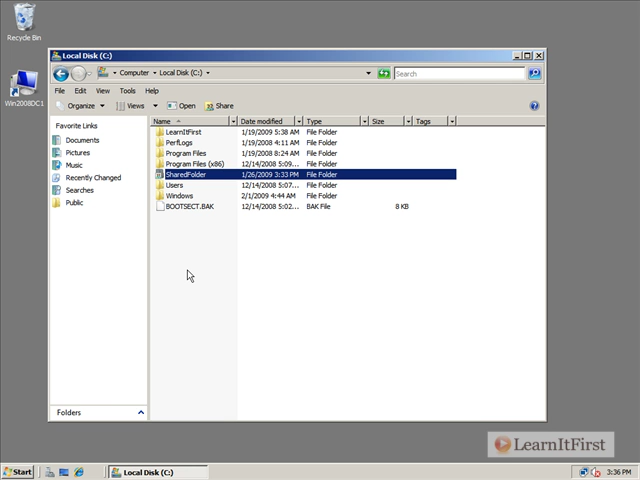 Recycle Bin
Win2008DC1
Local Disk (C:)
Computer Local Disk (C:)
Search
File Edit View Tools Help
Organize Views Open Share
Favorite Links
Documents
Pictures
Music
Recently Changed
Searches
Public
Folders
Name Date modified Type Size Tags
LearnItFirst 1/19/2009 5:38 AM File Folder
PerfLogs 1/19/2008 4:11 AM File Folder
Program Files 1/19/2008 8:24 AM File Folder
Program Files (x86) 12/14/2008 5:09... File Folder
SharedFolder 1/26/2009 3:33 PM File Folder
Users 12/14/2008 5:07... File Folder
Windows 2/1/2009 4:44 AM File Folder
BOOTSECT.BAK 12/14/2008 5:02... BAK File 8 KB
LearnItFirst
Start
Local Disk (C:)
3:36 PM